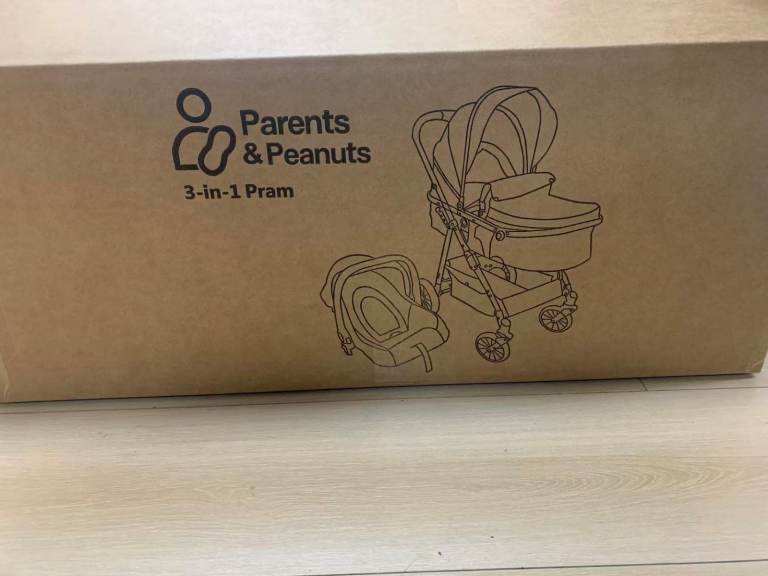 Parents
& Peanuts
3-in-1 Pram